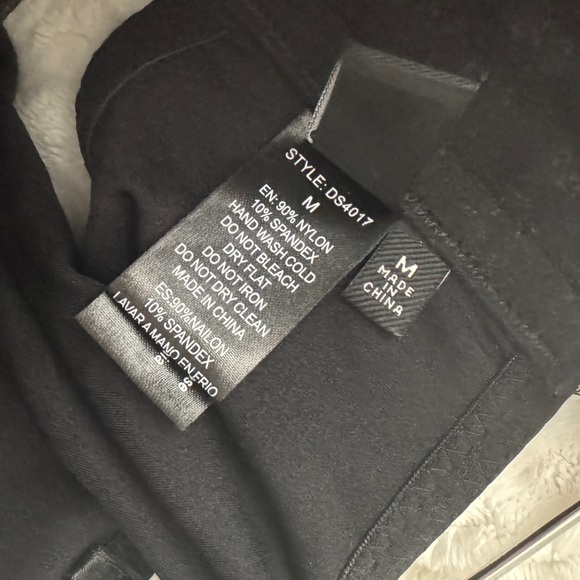 STYLE: DS4017
M
EN: 90% NYLON
10% SPANDEX
HAND WASH COLD
DO NOT BLEACH
DRY FLAT
DO NOT IRON
DO NOT DRY CLEAN
MADE IN CHINA
ES:90%NAILON
10% SPANDEX
LAVAR A MANO EN FRIO
M
MADE IN
CHINA